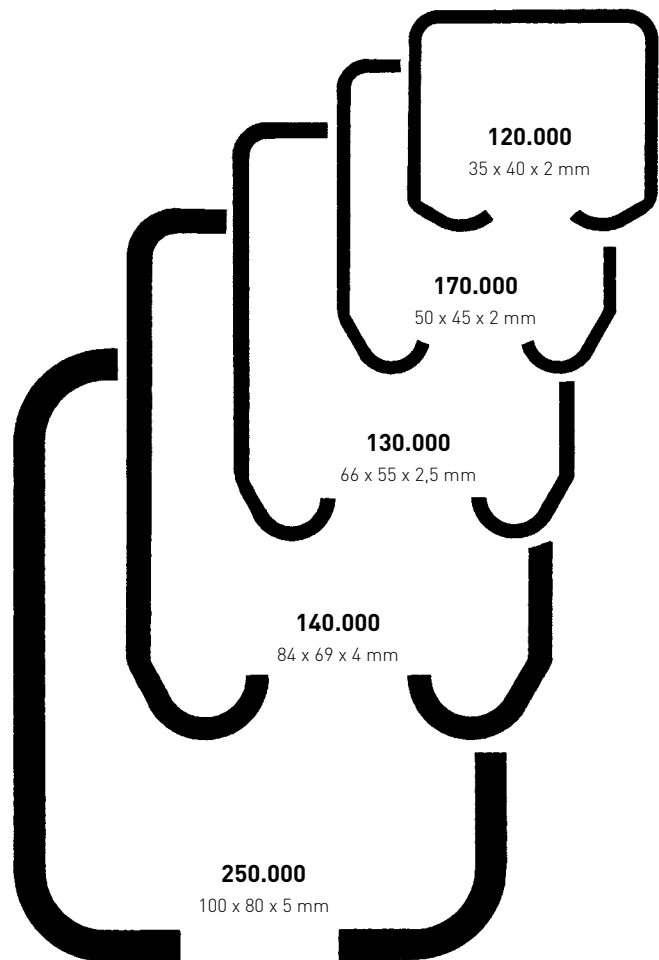 120.000
35 x 40 x 2 mm
170.000
50 x 45 x 2 mm
130.000
66 x 55 x 2,5 mm
140.000
84 x 69 x 4 mm
250.000
100 x 80 x 5 mm